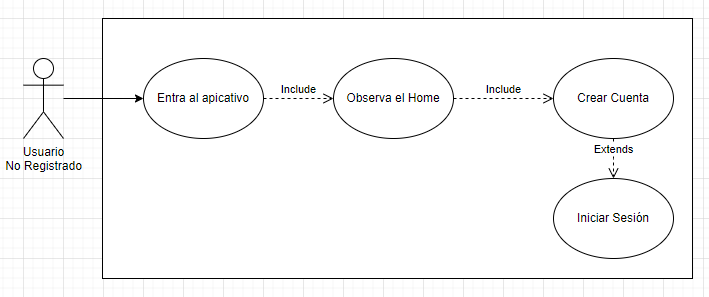 Entra al apicativo
Include
Observa el Home
Include
Crear Cuenta
Extends
Iniciar Sesión
Usuario
No Registrado